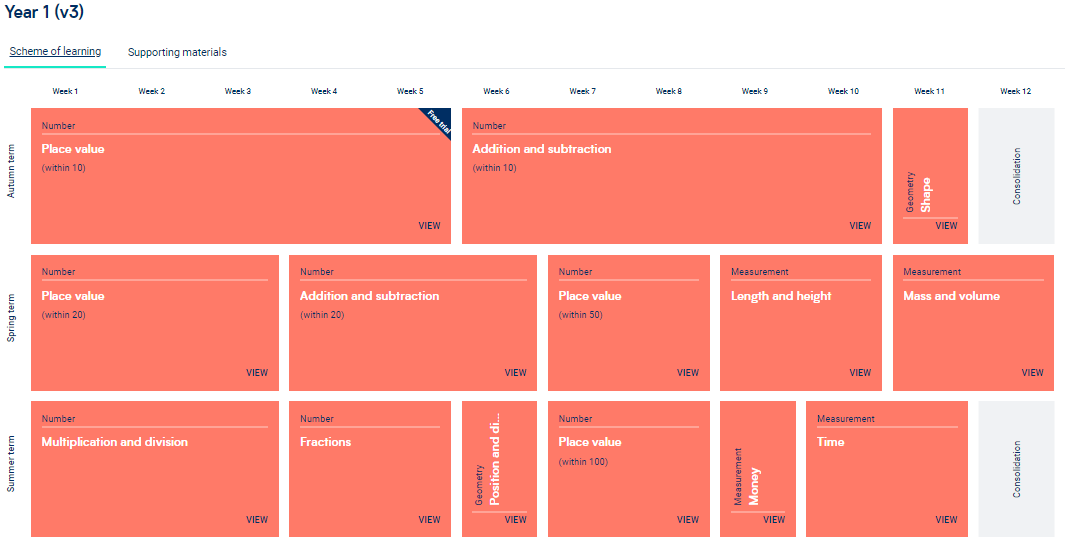 Year 1 (v3)
Scheme of learning
Supporting materials
Week 1
Week 2
Week 3
Week 4
Week 5
Week 6
Week 7
Week 8
Week 9
Week 10
Week 11
Week 12
Autumn term
Number
Place value
(within 10)
VIEW
Free trial
Number
Addition and subtraction
(within 10)
VIEW
Geometry
Shape
VIEW
Consolidation
Spring term
Number
Place value
(within 20)
VIEW
Number
Addition and subtraction
(within 20)
VIEW
Number
Place value
(within 50)
VIEW
Measurement
Length and height
VIEW
Measurement
Mass and volume
VIEW
Summer term
Number
Multiplication and division
VIEW
Number
Fractions
VIEW
Geometry
Position and di...
VIEW
Number
Place value
(within 100)
VIEW
Measurement
Money
VIEW
Measurement
Time
VIEW
Consolidation